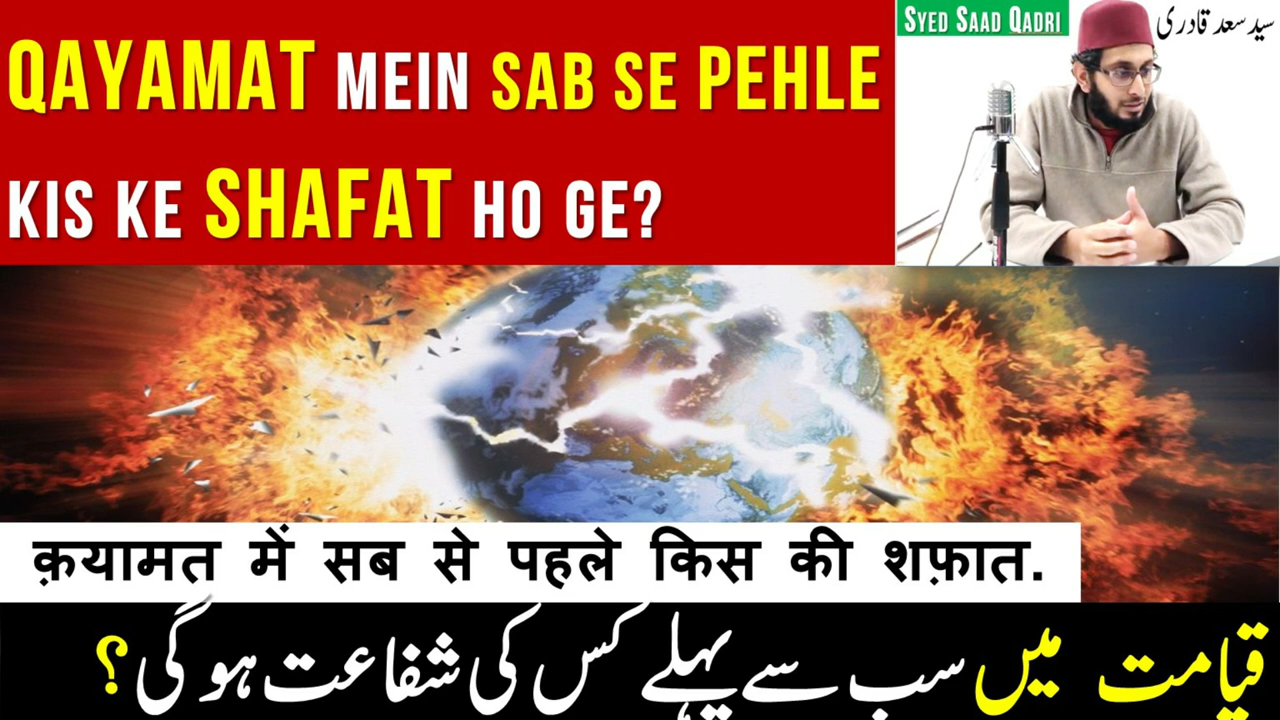 QAYAMAT MEIN SAB SE PEHLE
KIS KE SHAFAT HO GE?
SYED SAAD QADRI
سید سعد قادری
क़यामत में सब से पहले किस की शफ़ात.
قیامت میں سب سے پہلے کس کی شفاعت ہو گی؟